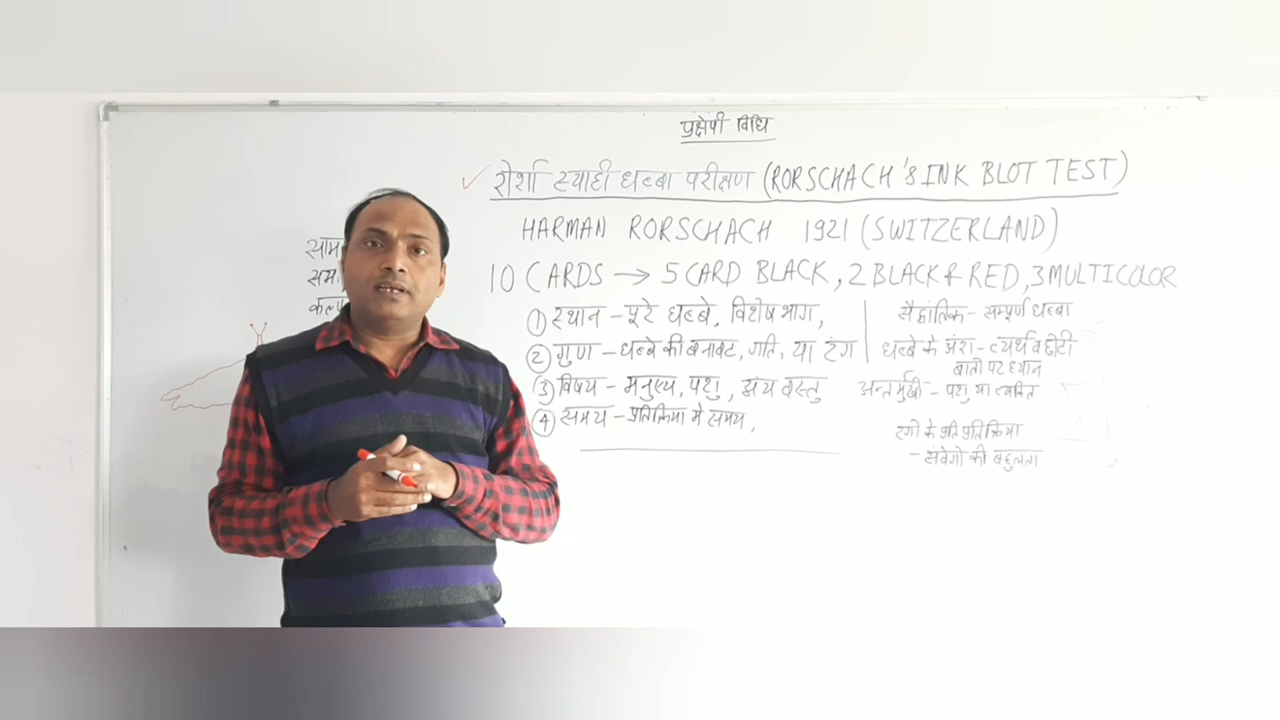 प्रक्षेपी विधि
रोर्शा स्याही धब्बा परीक्षण (RORSCHACH'S INK BLOT TEST)
HARMAN RORSCHACH 1921 (SWITZERLAND)
10 CARDS → 5 CARD BLACK, 2 BLACK & RED, 3 MULTICOLOR
① स्थान - पूरे धब्बे, विशेष भाग,
② गुण - धब्बे की बनावट, गति, या रंग
③ विषय - मनुष्य, पशु, अन्य वस्तु
④ समय - प्रतिक्रिया मे समय,
सैद्धांतिक - सम्पूर्ण धब्बा
धब्बे के अंश - व्यर्थ व छोटी
बातो पर ध्यान
अन्तर्मुखी - पशु या व्यक्ति
रंगो के प्रति प्रतिक्रिया
- संवेगो की बहुलता
साम
सम
कल्प